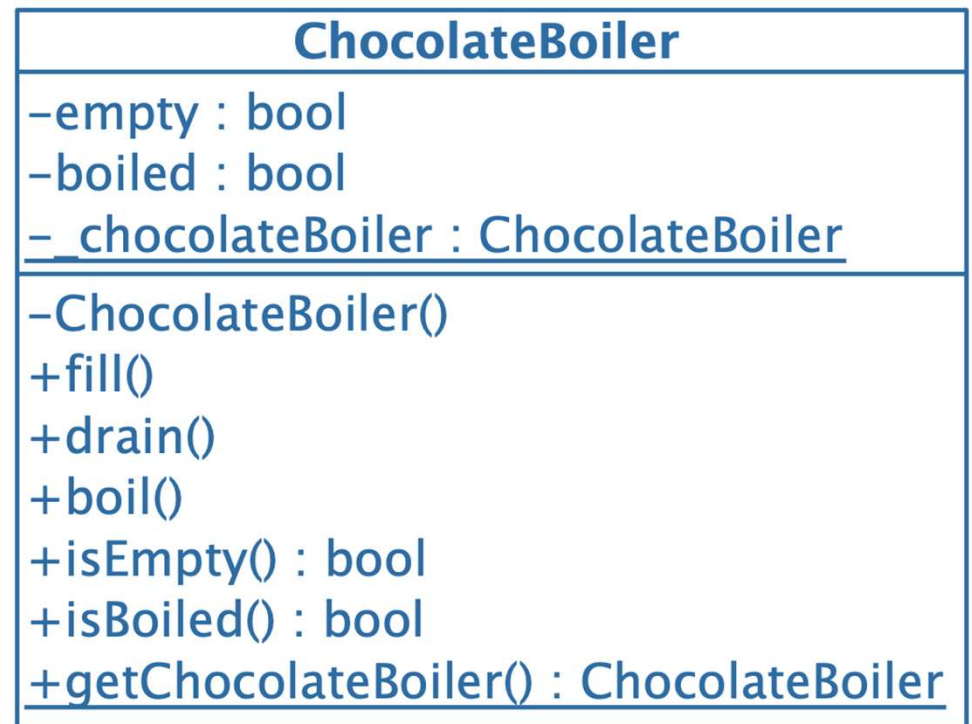 ChocolateBoiler
–empty : bool
–boiled : bool
–_chocolateBoiler : ChocolateBoiler
–ChocolateBoiler()
+fill()
+drain()
+boil()
+isEmpty() : bool
+isBoiled() : bool
+getChocolateBoiler() : ChocolateBoiler